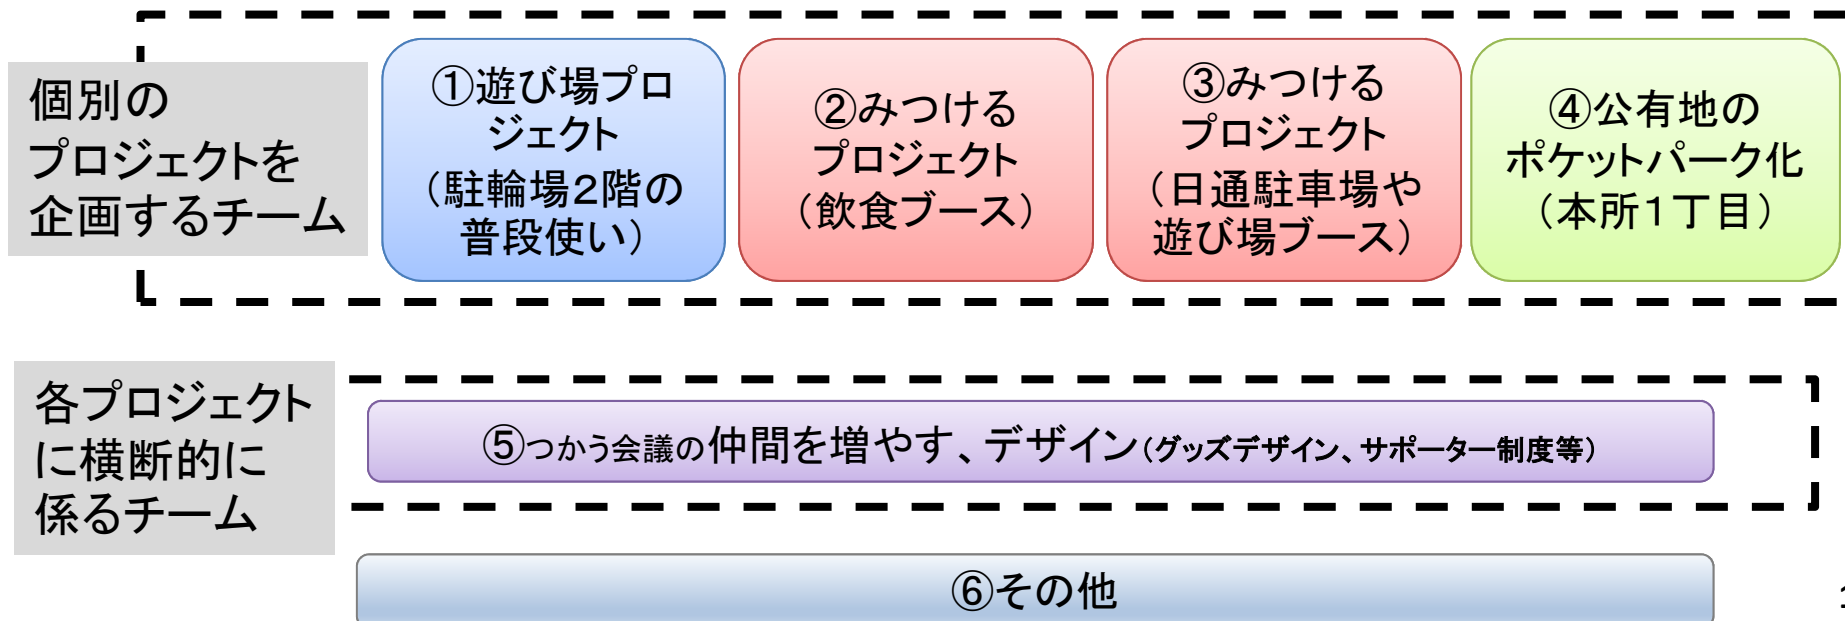 個別の
プロジェクトを
企画するチーム
①遊び場プロ
ジェクト
（駐輪場２階の
普段使い）
②みつける
プロジェクト
（飲食ブース）
③みつける
プロジェクト
（日通駐車場や
遊び場ブース）
④公有地の
ポケットパーク化
（本所１丁目）
各プロジェクト
に横断的に
係るチーム
⑤つかう会議の仲間を増やす、デザイン（グッズデザイン、サポーター制度等）
⑥その他